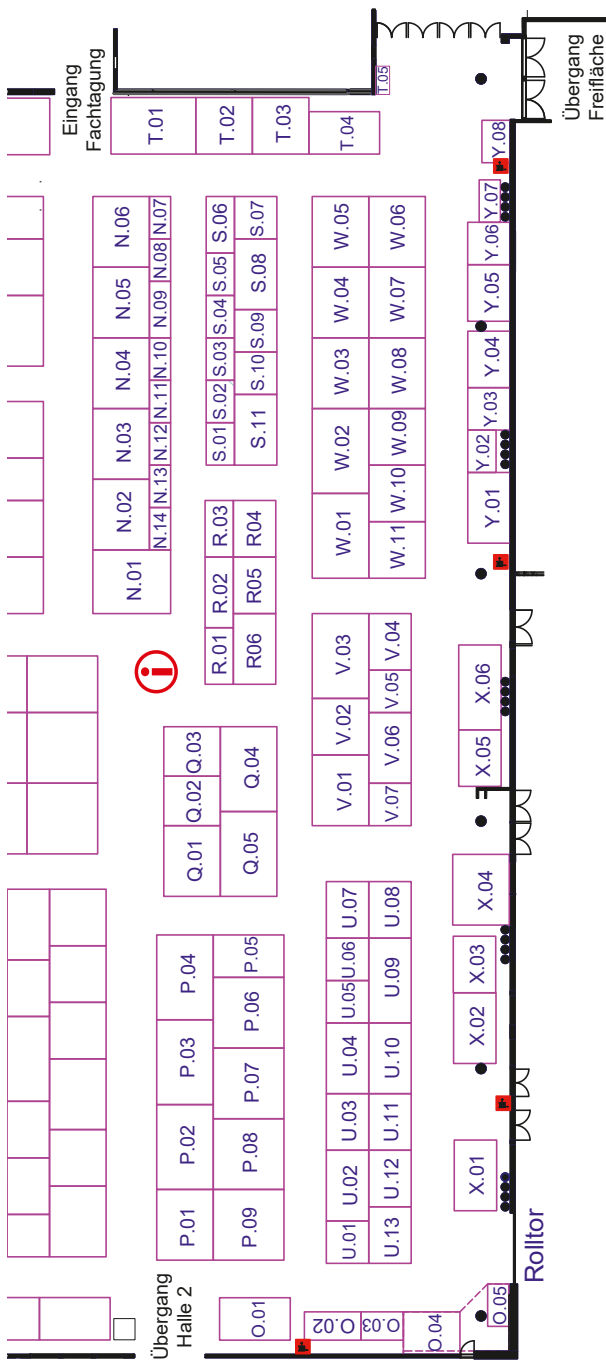 Eingang
Fachtagung
T.01
T.02
T.03
T.04
T.05
Übergang
Freifläche
N.01
N.02
N.03
N.04
N.05
N.06
N.14
N.13
N.12
N.11
N.10
N.09
N.08
N.07
S.01
S.02
S.03
S.04
S.05
S.06
S.11
S.10
S.09
S.08
S.07
R.01
R.02
R.03
R06
R05
R04
i
W.01
W.02
W.03
W.04
W.05
W.11
W.10
W.09
W.08
W.07
W.06
Y.01
Y.02
Y.03
Y.04
Y.05
Y.06
Y.07
Y.08
Q.01
Q.02
Q.03
Q.05
Q.04
V.01
V.02
V.03
V.07
V.06
V.05
V.04
P.01
P.02
P.03
P.04
P.09
P.08
P.07
P.06
P.05
U.01
U.02
U.03
U.04
U.05
U.06
U.07
U.13
U.12
U.11
U.10
U.09
U.08
X.01
X.02
X.03
X.04
X.05
X.06
Übergang
Halle 2
O.01
O.02
O.03
O.04
O.05
Rolltor